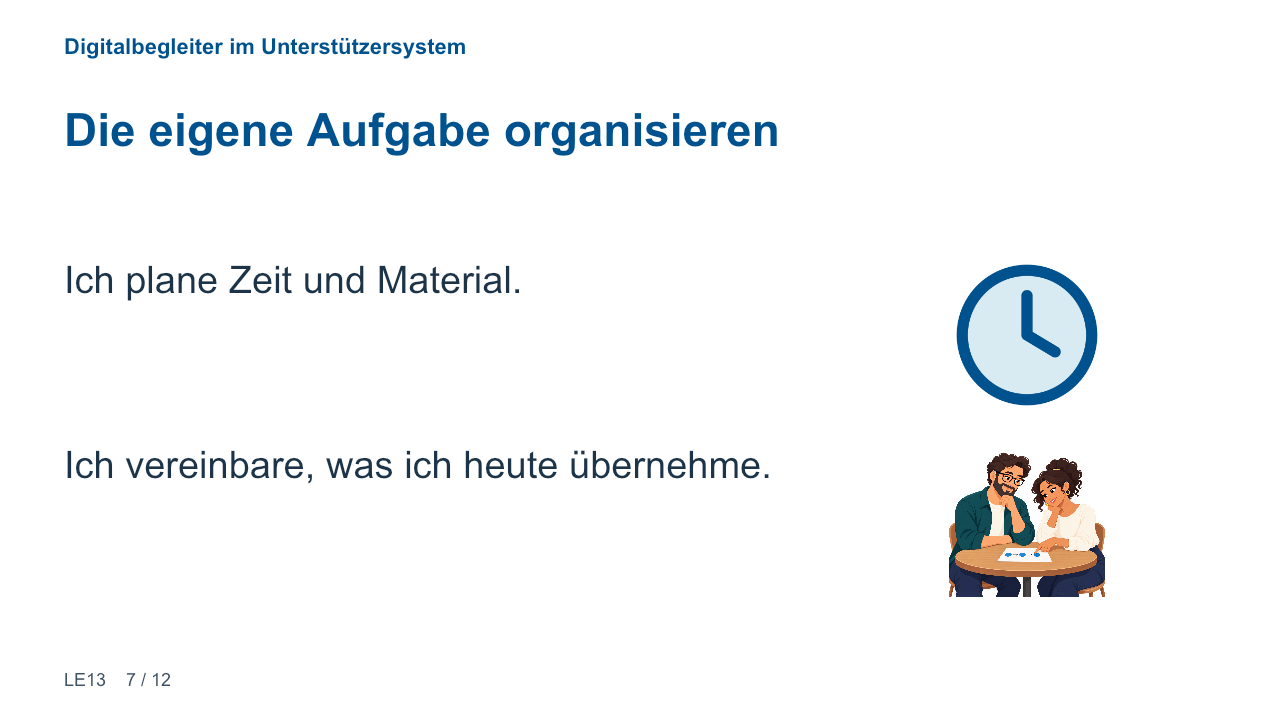 Digitalbegleiter im Unterstützersystem
Die eigene Aufgabe organisieren
Ich plane Zeit und Material.
Ich vereinbare, was ich heute übernehme.
LE13 7 / 12